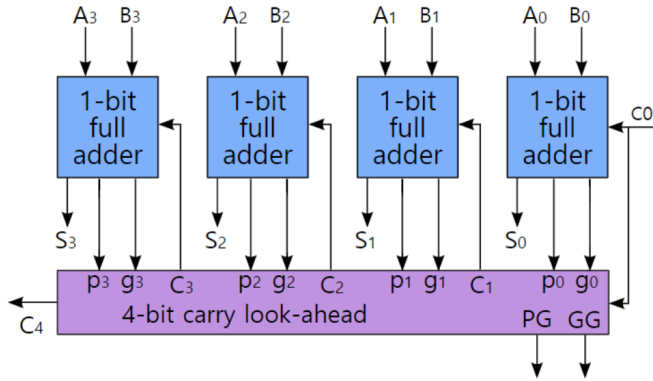 A3 B3 A2 B2 A1 B1 A0 B0
1-bit full adder
1-bit full adder
1-bit full adder
1-bit full adder
C0
S3 S2 S1 S0
p3 g3 C3 p2 g2 C2 p1 g1 C1 p0 g0
C4 4-bit carry look-ahead PG GG